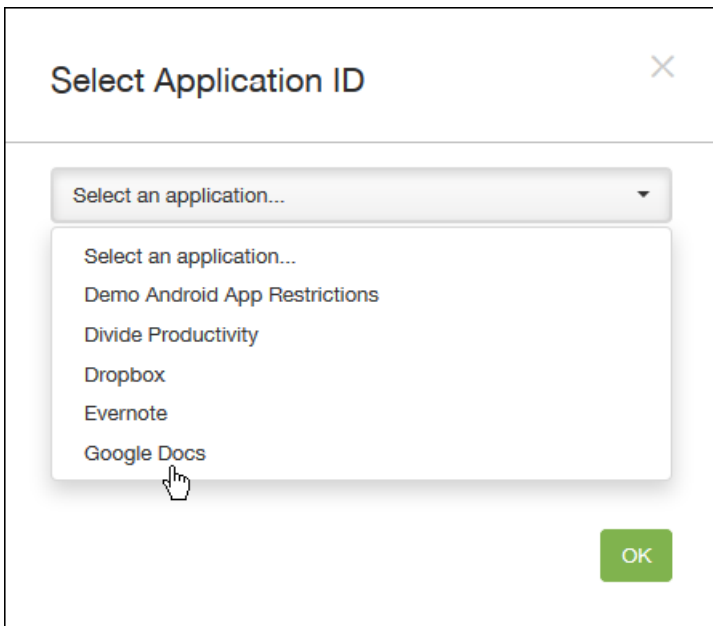 Select Application ID
Select an application...
Select an application...
Demo Android App Restrictions
Divide Productivity
Dropbox
Evernote
Google Docs
OK